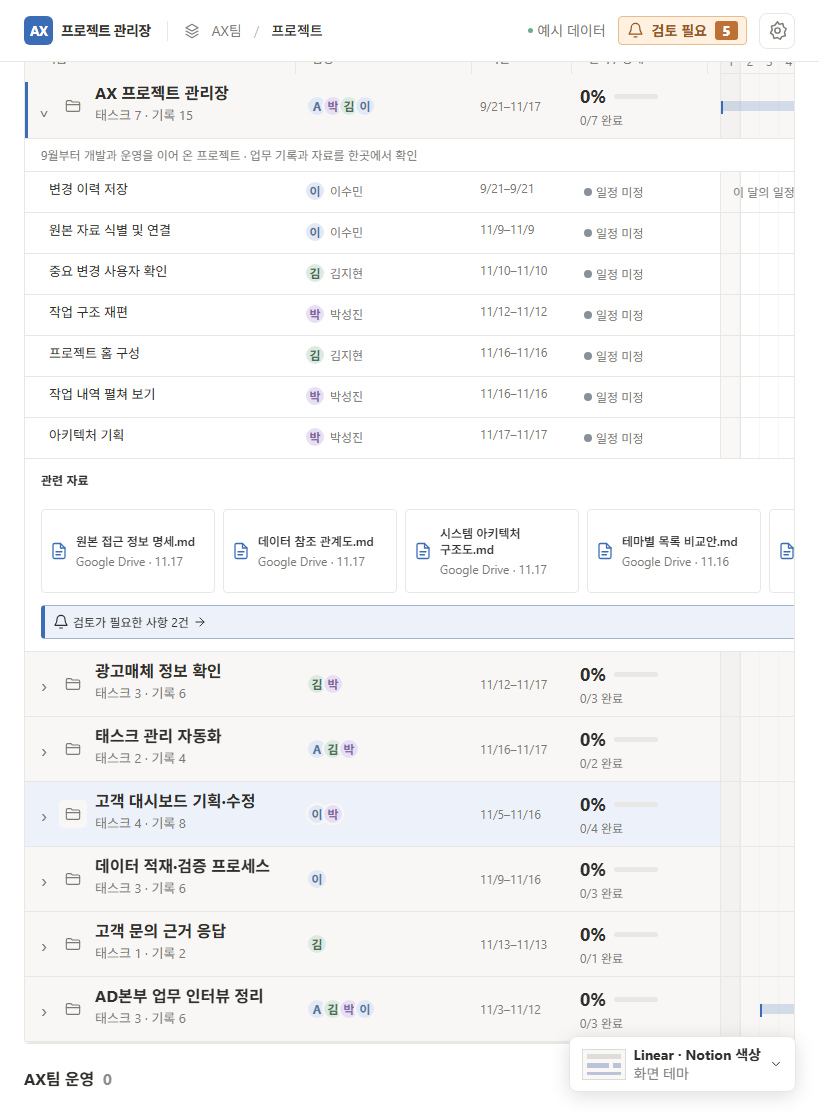 AX 프로젝트 관리장 AX팀 / 프로젝트 예시 데이터 검토 필요 5
1 2 3 4
AX 프로젝트 관리장
태스크 7 · 기록 15
A 박 김 이
9/21–11/17
0%
0/7 완료
9월부터 개발과 운영을 이어 온 프로젝트 · 업무 기록과 자료를 한곳에서 확인
변경 이력 저장 이 이수민 9/21–9/21 일정 미정 이 달의 일정
원본 자료 식별 및 연결 이 이수민 11/9–11/9 일정 미정
중요 변경 사용자 확인 김 김지현 11/10–11/10 일정 미정
작업 구조 재편 박 박성진 11/12–11/12 일정 미정
프로젝트 홈 구성 김 김지현 11/16–11/16 일정 미정
작업 내역 펼쳐 보기 박 박성진 11/16–11/16 일정 미정
아키텍처 기획 박 박성진 11/17–11/17 일정 미정
관련 자료
원본 접근 정보 명세.md
Google Drive · 11.17
데이터 참조 관계도.md
Google Drive · 11.17
시스템 아키텍처
구조도.md
Google Drive · 11.17
테마별 목록 비교안.md
Google Drive · 11.16
검토가 필요한 사항 2건 →
광고매체 정보 확인
태스크 3 · 기록 6
김 박
11/12–11/17
0%
0/3 완료
태스크 관리 자동화
태스크 2 · 기록 4
A 김 박
11/16–11/17
0%
0/2 완료
고객 대시보드 기획·수정
태스크 4 · 기록 8
이 박
11/5–11/16
0%
0/4 완료
데이터 적재·검증 프로세스
태스크 3 · 기록 6
이
11/9–11/16
0%
0/3 완료
고객 문의 근거 응답
태스크 1 · 기록 2
김
11/13–11/13
0%
0/1 완료
AD본부 업무 인터뷰 정리
태스크 3 · 기록 6
A 김 박 이
11/3–11/12
0%
0/3 완료
AX팀 운영 0
Linear · Notion 색상
화면 테마